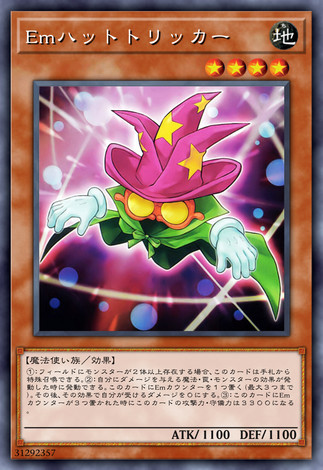 Emハットトリッカー
地
【魔法使い族／効果】
①：フィールドにモンスターが２体以上存在する場合、このカードは手札から
特殊召喚できる。②：自分にダメージを与える魔法・罠・モンスターの効果が発
動した時に発動できる。このカードにEmカウンターを１つ置く（最大３つま
で）。その後、その効果で自分が受けるダメージを０にする。③：このカードにEm
カウンターが３つ置かれた時にこのカードの攻撃力・守備力は３３００になる
。
ATK/ 1100 DEF/ 1100
31292357